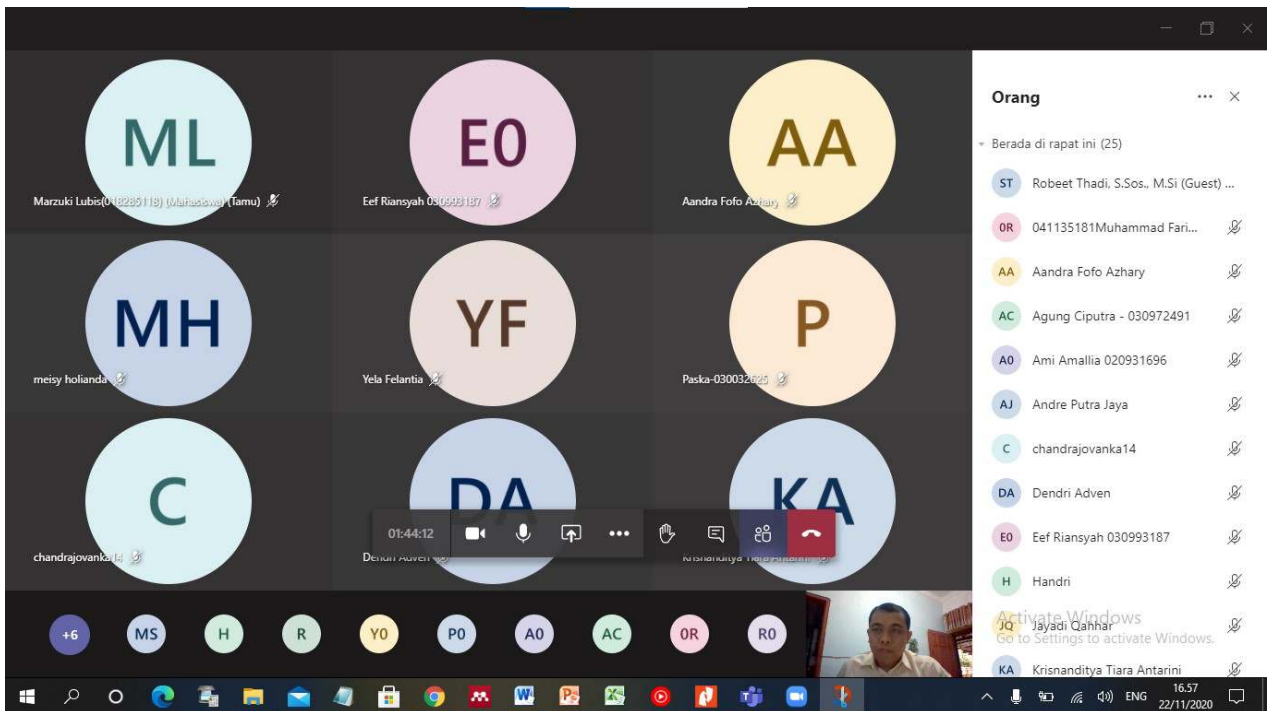 ML
Marzuki Lubis(018285118) (Mahasiswa) (Tamu)
E0
Eef Riansyah 030993187
AA
Aandra Fofo Azhary
MH
meisy holianda
YF
Yela Felantia
P
Paska-030032625
C
chandrajovanka14
DA
Dendri Adven
KA
Krisnanditya Tiara Antarini
01:44:12
+6
MS
H
R
Y0
P0
A0
AC
0R
R0
Orang
Berada di rapat ini (25)
ST Robeet Thadi, S.Sos., M.Si (Guest) ...
0R 041135181Muhammad Fari...
AA Aandra Fofo Azhary
AC Agung Ciputra - 030972491
A0 Ami Amallia 020931696
AJ Andre Putra Jaya
C chandrajovanka14
DA Dendri Adven
E0 Eef Riansyah 030993187
H Handri
JQ Jayadi Qahhar
KA Krisnanditya Tiara Antarini
Activate Windows
Go to Settings to activate Windows.
ENG
16.57
22/11/2020